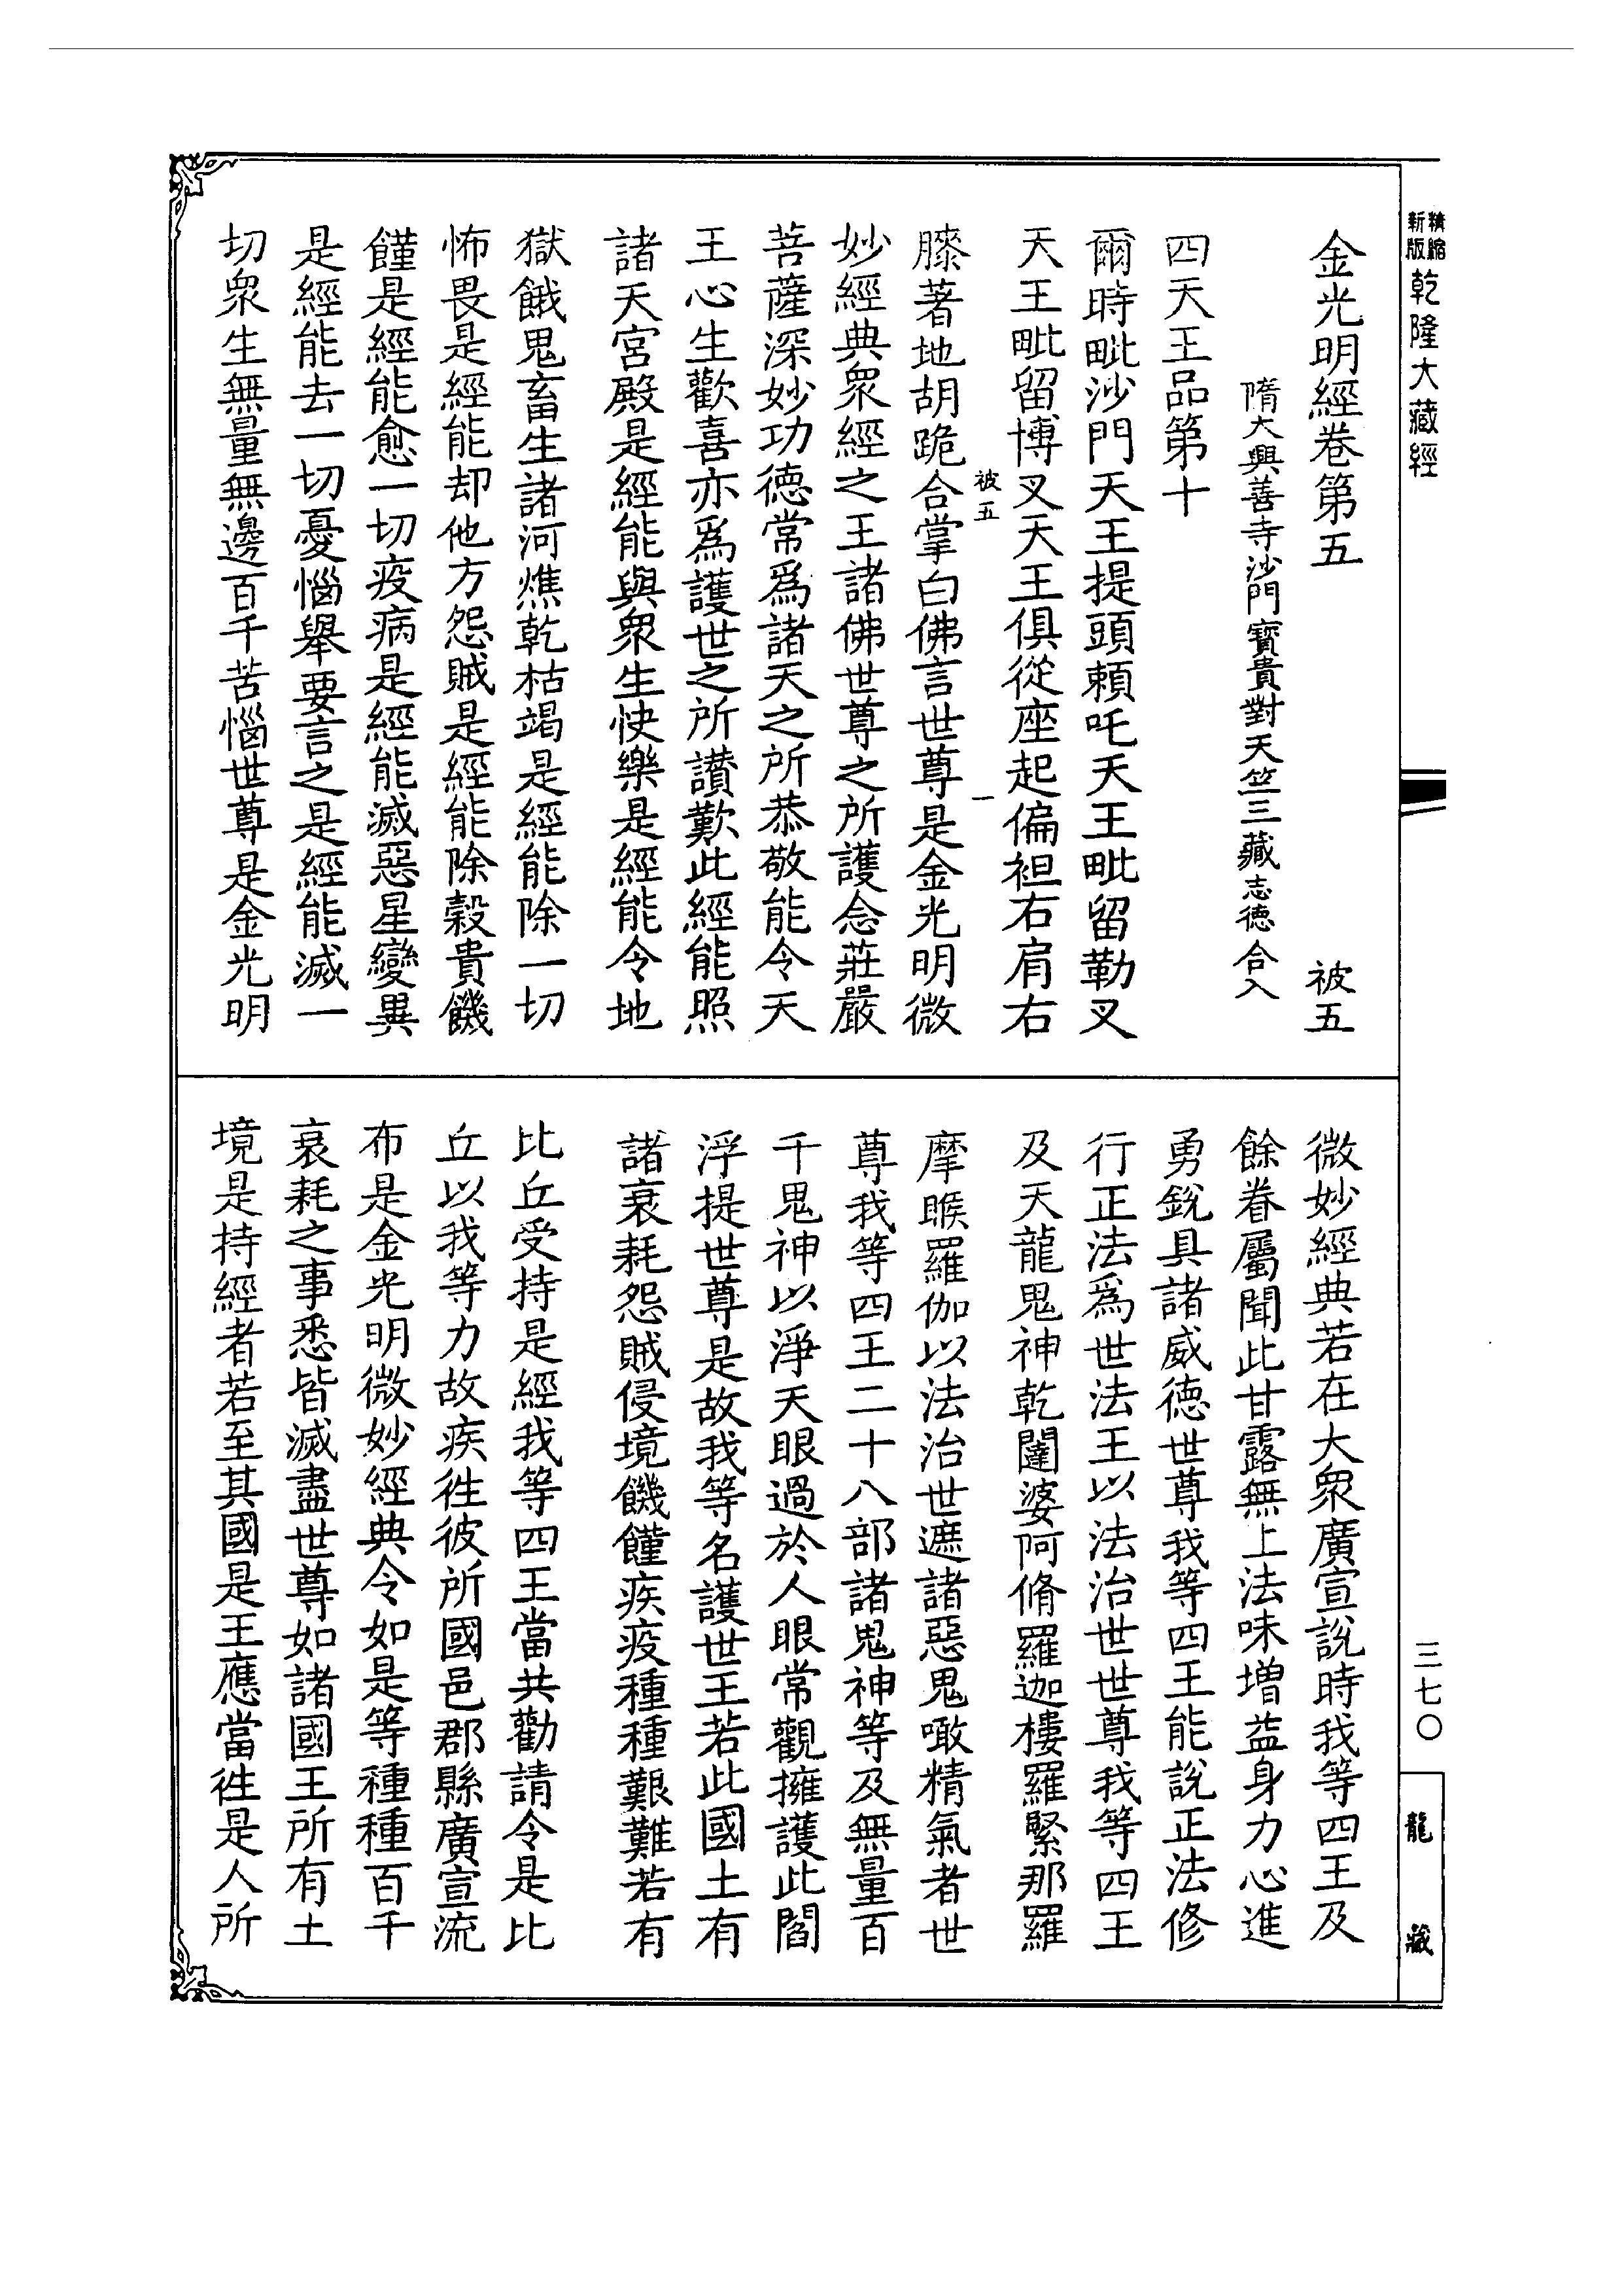 精縮
新版
乾隆大藏經
三七〇
龍藏
金光明經卷第五　被五
隋大興善寺沙門寶貴對天竺三藏志德合入
四天王品第十
爾時毗沙門天王提頭賴吒天王毗留勒叉
天王毗留博叉天王俱從座起偏袒右肩右
被五　一
膝著地胡跪合掌白佛言世尊是金光明微
妙經典眾經之王諸佛世尊之所護念莊嚴
菩薩深妙功德常爲諸天之所恭敬能令天
王心生歡喜亦爲護世之所讚歎此經能照
諸天宮殿是經能與眾生快樂是經能令地
獄餓鬼畜生諸河燋乾枯竭是經能除一切
怖畏是經能却他方怨賊是經能除穀貴饑
饉是經能愈一切疫病是經能滅惡星變異
是經能去一切憂惱舉要言之是經能滅一
切眾生無量無邊百千苦惱世尊是金光明
微妙經典若在大眾廣宣說時我等四王及
餘眷屬聞此甘露無上法味增益身力心進
勇銳具諸威德世尊我等四王能說正法修
行正法爲世法王以法治世世尊我等四王
及天龍鬼神乾闥婆阿脩羅迦樓羅緊那羅
摩睺羅伽以法治世遮諸惡鬼噉精氣者世
尊我等四王二十八部諸鬼神等及無量百
千鬼神以淨天眼過於人眼常觀擁護此閻
浮提世尊是故我等名護世王若此國土有
諸衰耗怨賊侵境饑饉疾疫種種艱難若有
比丘受持是經我等四王當共勸請令是比
丘以我等力故疾往彼所國邑郡縣廣宣流
布是金光明微妙經典令如是等種種百千
衰耗之事悉皆滅盡世尊如諸國王所有土
境是持經者若至其國是王應當往是人所